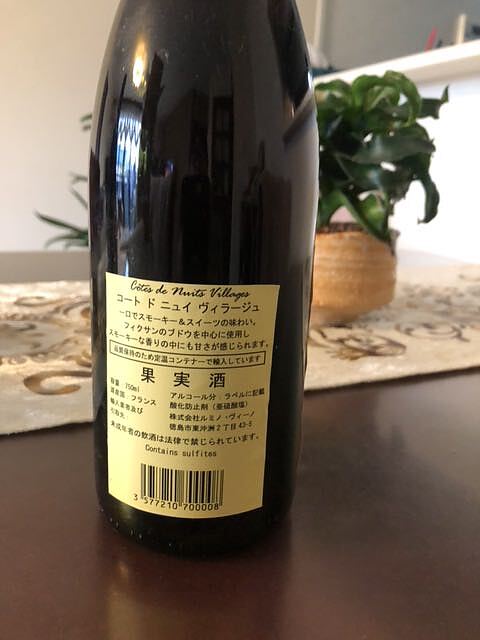 Côtes de Nuits Villages
コート ド ニュイ ヴィラージュ
一口でスモーキー＆スイーツの味わい。
フィクサンのブドウを中心に使用し
スモーキーな香りの中にも甘さが感じられます。
品質保持のため定温コンテナーで輸入しています
果実酒
容量 750ml アルコール分：ラベルに記載
原産国：フランス 酸化防止剤（亜硫酸塩）
輸入業者及び 株式会社ルミノ・ヴィーノ
引取先： 徳島市東沖洲2丁目43-5
未成年者の飲酒は法律で禁じられています。
Contains sulfites
3 577210 700008